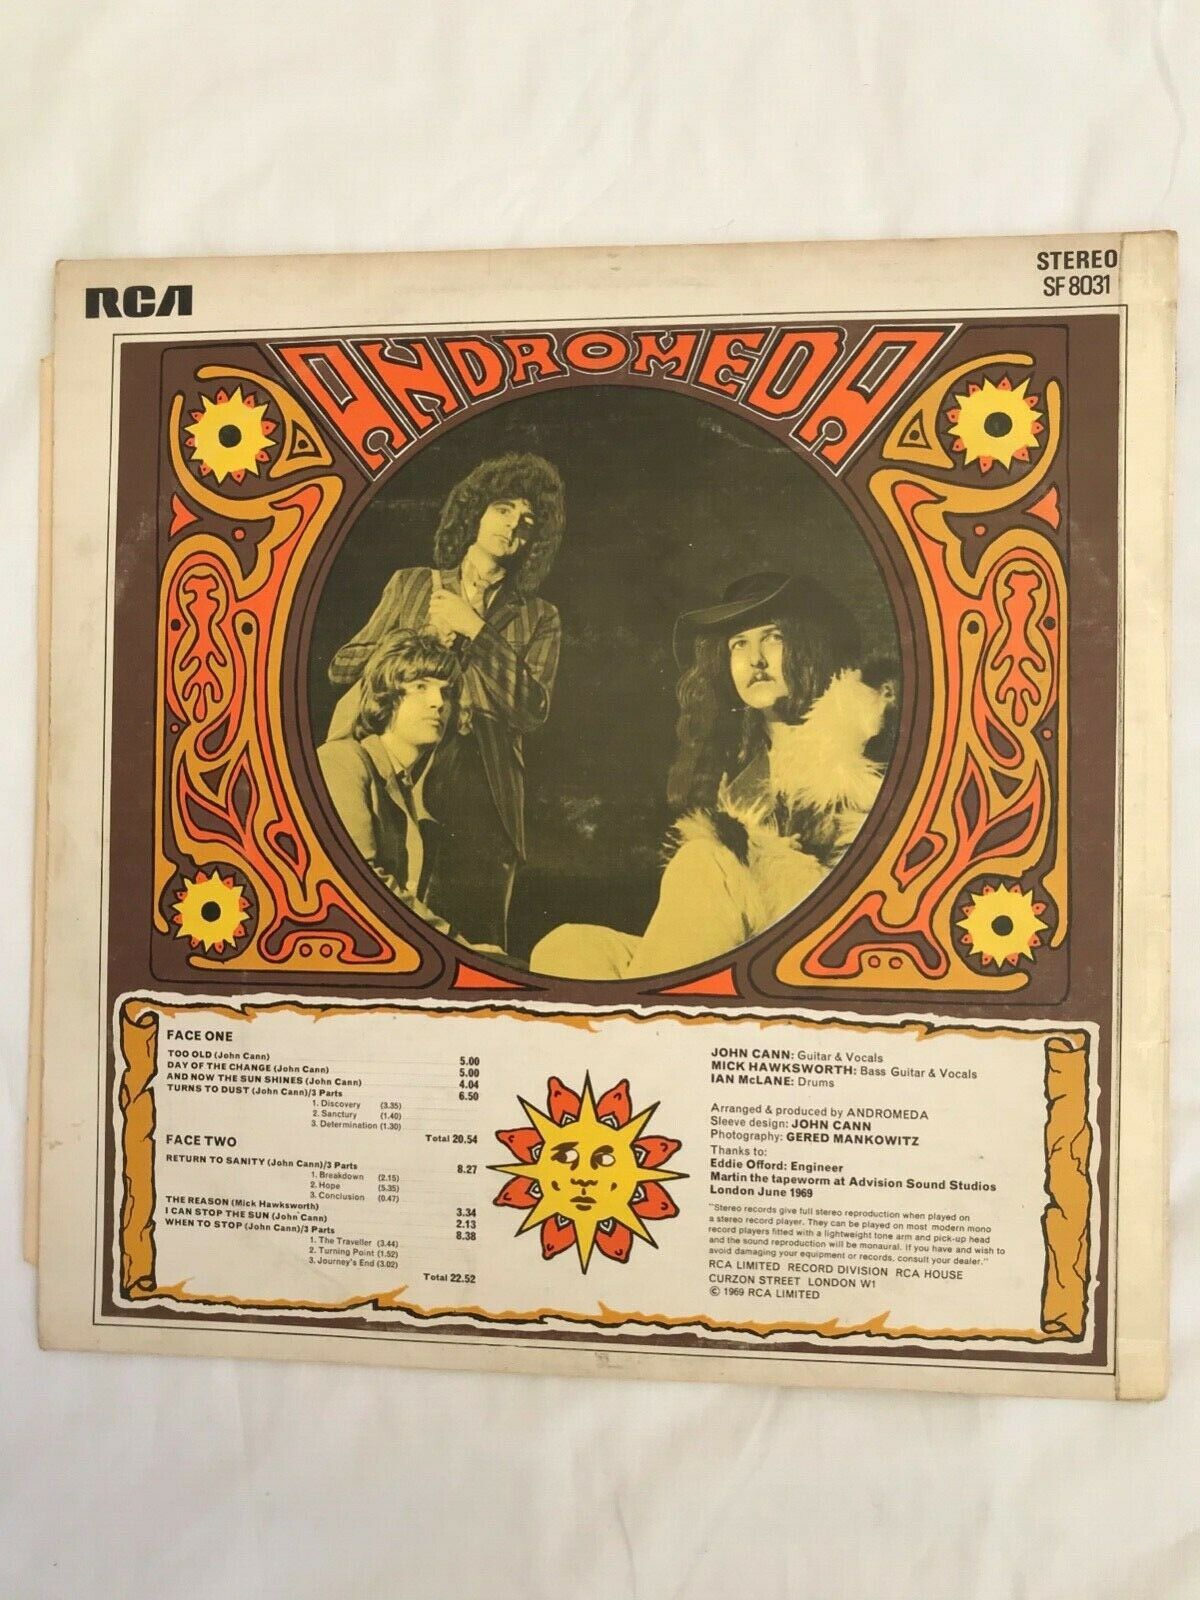 RCA
STEREO
SF 8031
ANDROMEDA
FACE ONE
TOO OLD (John Cann) 5.00
DAY OF THE CHANGE (John Cann) 5.00
AND NOW THE SUN SHINES (John Cann) 4.04
TURNS TO DUST (John Cann)/3 Parts 6.50
1. Discovery (3.35)
2. Sanctury (1.40)
3. Determination (1.30)
Total 20.54
FACE TWO
RETURN TO SANITY (John Cann)/3 Parts 8.27
1. Breakdown (2.15)
2. Hope (5.35)
3. Conclusion (0.47)
THE REASON (Mick Hawksworth) 3.34
I CAN STOP THE SUN (John Cann) 2.13
WHEN TO STOP (John Cann)/3 Parts 8.38
1. The Traveller (3.44)
2. Turning Point (1.52)
3. Journey's End (3.02)
Total 22.52
JOHN CANN: Guitar & Vocals
MICK HAWKSWORTH: Bass Guitar & Vocals
IAN McLANE: Drums
Arranged & produced by ANDROMEDA
Sleeve design: JOHN CANN
Photography: GERED MANKOWITZ
Thanks to:
Eddie Offord: Engineer
Martin the tapeworm at Advision Sound Studios
London June 1969
"Stereo records give full stereo reproduction when played on
a stereo record player. They can be played on most modern mono
record players fitted with a lightweight tone arm and pick-up head
and the sound reproduction will be monaural. If you have and wish to
avoid damaging your equipment or records, consult your dealer."
RCA LIMITED RECORD DIVISION RCA HOUSE
CURZON STREET LONDON W1
© 1969 RCA LIMITED